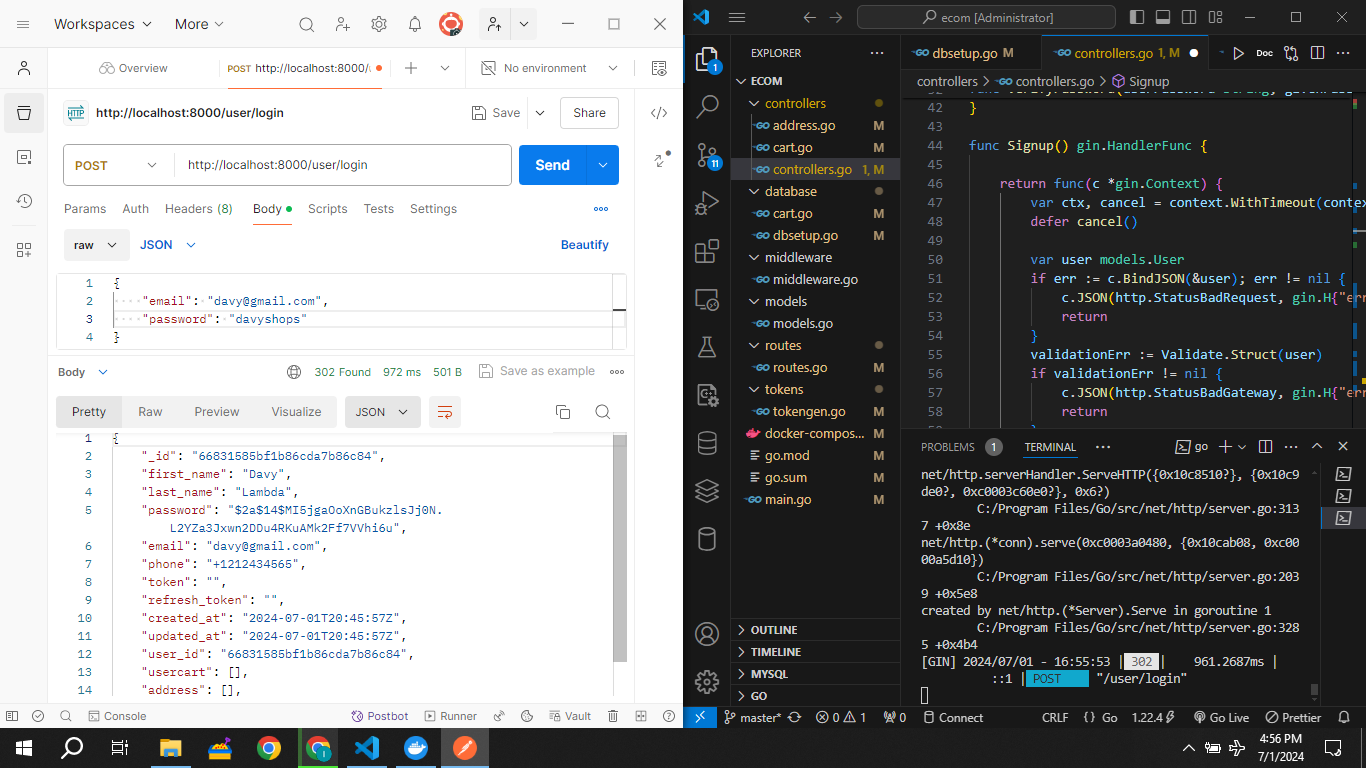 Workspaces
More
Overview
POST http://localhost:8000/
No environment
HTTP
http://localhost:8000/user/login
Save
Share
POST
http://localhost:8000/user/login
Send
Params
Auth
Headers (8)
Body
Scripts
Tests
Settings
raw
JSON
Beautify
1 {
2 "email": "davy@gmail.com",
3 "password": "davyshops"
4 }
Body
302 Found
972 ms
501 B
Save as example
Pretty
Raw
Preview
Visualize
JSON
1 {
2 "_id": "66831585bf1b86cda7b86c84",
3 "first_name": "Davy",
4 "last_name": "Lambda",
5 "password": "$2a$14$MI5jgaOoXnGBukzlsJj0N.
L2YZa3Jxwn2DDu4RKuAMk2Ff7VVhi6u",
6 "email": "davy@gmail.com",
7 "phone": "+1212434565",
8 "token": "",
9 "refresh_token": "",
10 "created_at": "2024-07-01T20:45:57Z",
11 "updated_at": "2024-07-01T20:45:57Z",
12 "user_id": "66831585bf1b86cda7b86c84",
13 "usercart": [],
14 "address": [],
Console
Postbot
Runner
Vault
ecom [Administrator]
1
11
EXPLORER
ECOM
controllers
address.go M
cart.go M
controllers.go 1, M
database
cart.go M
dbsetup.go M
middleware
middleware.go
models
models.go
routes
routes.go M
tokens
tokengen.go M
docker-compos... M
go.mod M
go.sum M
main.go M
OUTLINE
TIMELINE
MYSQL
GO
dbsetup.go M
controllers.go 1, M
Doc
controllers > controllers.go > Signup
42 }
43
44 func Signup() gin.HandlerFunc {
45
46 return func(c *gin.Context) {
47 var ctx, cancel = context.WithTimeout(contex
48 defer cancel()
49
50 var user models.User
51 if err := c.BindJSON(&user); err != nil {
52 c.JSON(http.StatusBadRequest, gin.H{"err
53 return
54 }
55 validationErr := Validate.Struct(user)
56 if validationErr != nil {
57 c.JSON(http.StatusBadGateway, gin.H{"err
58 return
PROBLEMS 1
TERMINAL
go
net/http.serverHandler.ServeHTTP({0x10c8510?}, {0x10c9
de0?, 0xc0003c60e0?}, 0x6?)
C:/Program Files/Go/src/net/http/server.go:313
7 +0x8e
net/http.(*conn).serve(0xc0003a0480, {0x10cab08, 0xc00
00a5d10})
C:/Program Files/Go/src/net/http/server.go:203
9 +0x5e8
created by net/http.(*Server).Serve in goroutine 1
C:/Program Files/Go/src/net/http/server.go:328
5 +0x4b4
[GIN] 2024/07/01 - 16:55:53 | 302 | 961.2687ms |
::1 | POST "/user/login"
master*
0
1
0
Connect
CRLF
{ } Go
1.22.4
Go Live
Prettier
4:56 PM
7/1/2024